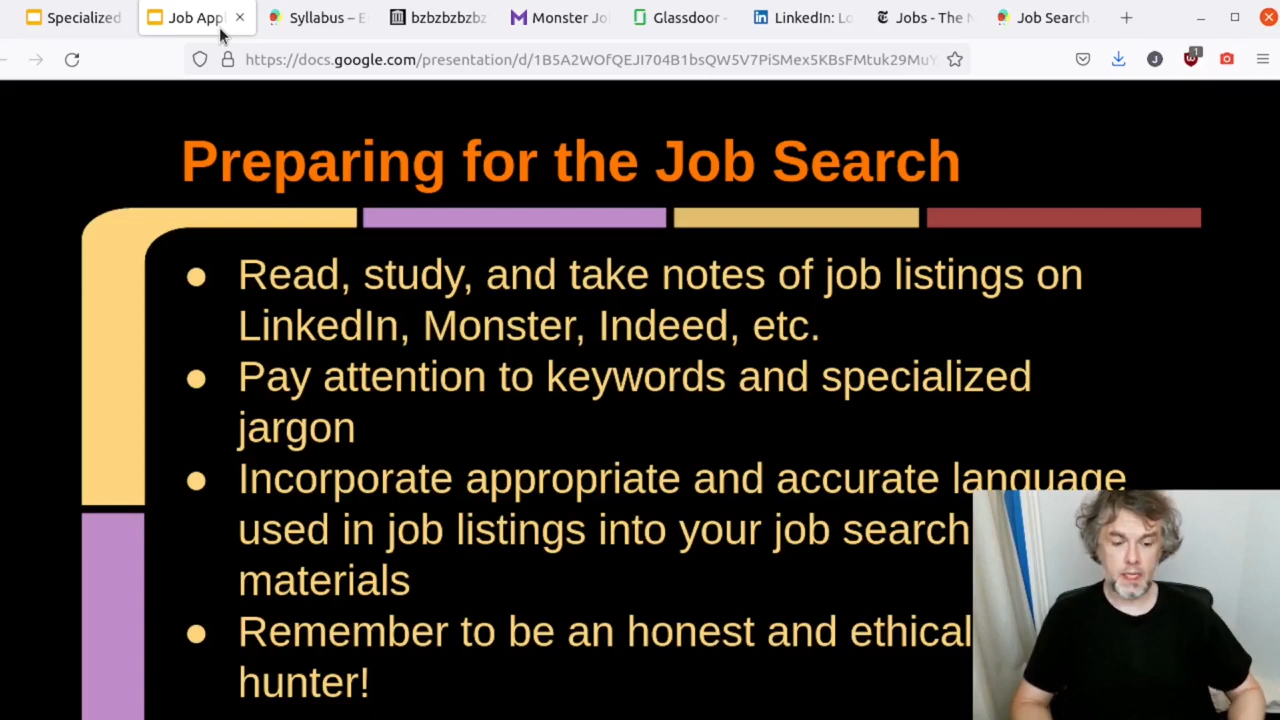 Specialized
Job Appl
Syllabus – E
bzbzbzbzbz
Monster Jo
Glassdoor -
LinkedIn: Lo
Jobs - The N
Job Search
https://docs.google.com/presentation/d/1B5A2WOfQEJI704B1bsQW5V7PiSMex5KBsFMtuk29MuY
1
J
Preparing for the Job Search
● Read, study, and take notes of job listings on
LinkedIn, Monster, Indeed, etc.
● Pay attention to keywords and specialized
jargon
● Incorporate appropriate and accurate language
used in job listings into your job search
materials
● Remember to be an honest and ethical
hunter!